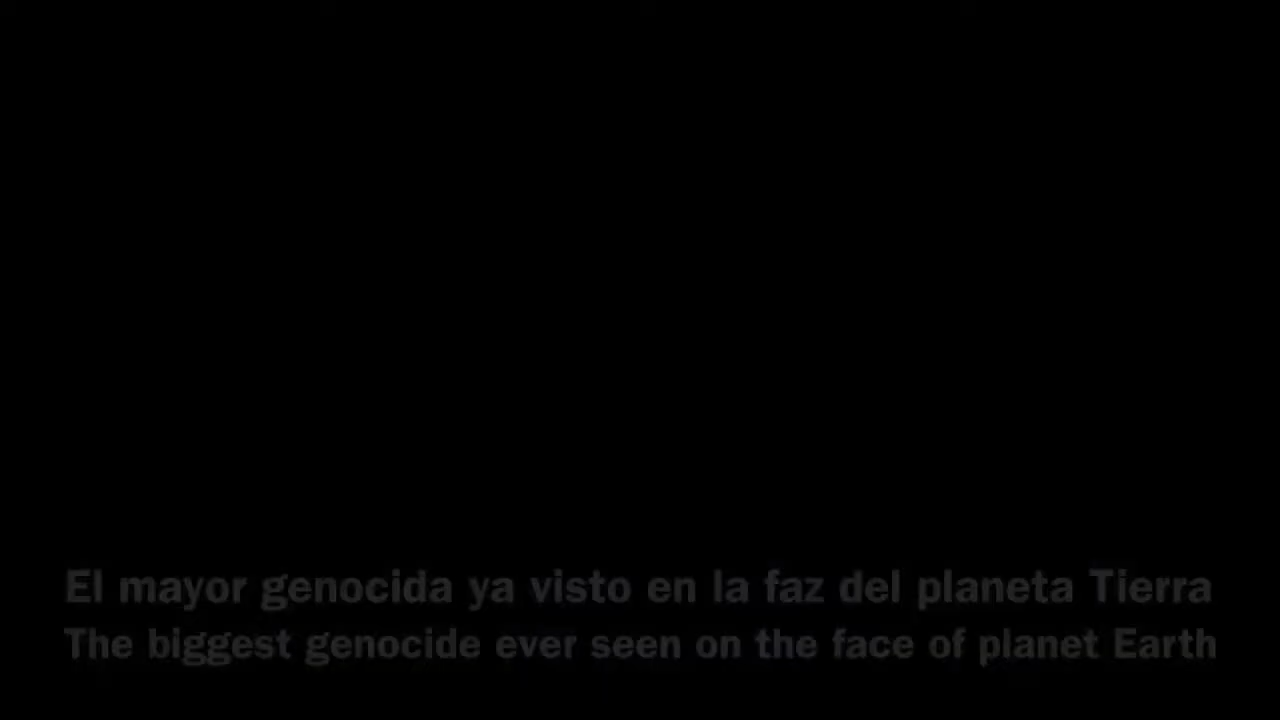 El mayor genocida ya visto en la faz del planeta Tierra
The biggest genocide ever seen on the face of planet Earth